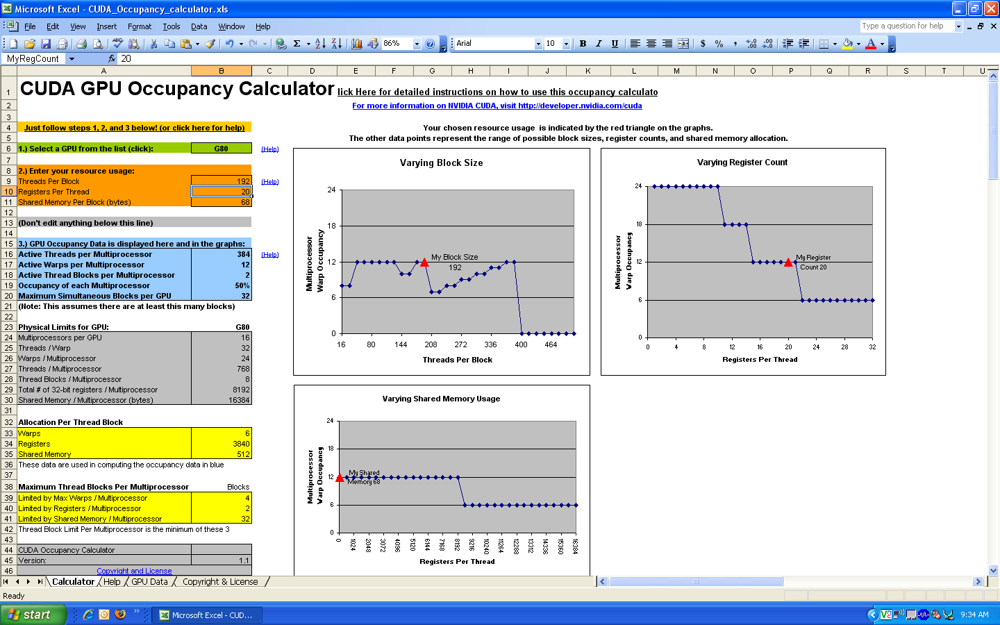 Microsoft Excel - CUDA_Occupancy_calculator.xls
File Edit View Insert Format Tools Data Window Help
Type a question for help
86%
Arial
10
MyRegCount
fx 20
A B C D E F G H I J K L M N O P Q R S T U
1 CUDA GPU Occupancy Calculator lick Here for detailed instructions on how to use this occupancy calculato
2 For more information on NVIDIA CUDA, visit http://developer.nvidia.com/cuda
3
4 Just follow steps 1, 2, and 3 below! (or click here for help) Your chosen resource usage is indicated by the red triangle on the graphs.
5 The other data points represent the range of possible block sizes, register counts, and shared memory allocation.
6 1.) Select a GPU from the list (click): G80 (Help)
7
8 2.) Enter your resource usage:
9 Threads Per Block 192 (Help)
10 Registers Per Thread 20
11 Shared Memory Per Block (bytes) 68
12
13 (Don't edit anything below this line)
14
15 3.) GPU Occupancy Data is displayed here and in the graphs:
16 Active Threads per Multiprocessor 384 (Help)
17 Active Warps per Multiprocessor 12
18 Active Thread Blocks per Multiprocessor 2
19 Occupancy of each Multiprocessor 50%
20 Maximum Simultaneous Blocks per GPU 32
21 (Note: This assumes there are at least this many blocks)
22
23 Physical Limits for GPU: G80
24 Multiprocessors per GPU 16
25 Threads / Warp 32
26 Warps / Multiprocessor 24
27 Threads / Multiprocessor 768
28 Thread Blocks / Multiprocessor 8
29 Total # of 32-bit registers / Multiprocessor 8192
30 Shared Memory / Multiprocessor (bytes) 16384
31
32 Allocation Per Thread Block
33 Warps 6
34 Registers 3840
35 Shared Memory 512
36 These data are used in computing the occupancy data in blue
37
38 Maximum Thread Blocks Per Multiprocessor Blocks
39 Limited by Max Warps / Multiprocessor 4
40 Limited by Registers / Multiprocessor 2
41 Limited by Shared Memory / Multiprocessor 32
42 Thread Block Limit Per Multiprocessor is the minimum of these 3
43
44 CUDA Occupancy Calculator
45 Version: 1.1
46 Copyright and License
Varying Block Size
Multiprocessor
Warp Occupancy
24
18
12
6
0
My Block Size
192
16 80 144 208 272 336 400 464
Threads Per Block
Varying Register Count
Multiprocessor
Warp Occupancy
24
18
12
6
0
My Register
Count 20
0 4 8 12 16 20 24 28 32
Registers Per Thread
Varying Shared Memory Usage
Multiprocessor
Warp Occupancy
24
18
12
6
0
My Shared
Memory 68
0 1024 2048 3072 4096 5120 6144 7168 8192 9216 10240 11264 12288 13312 14336 15360 16384
Registers Per Thread
Calculator Help GPU Data Copyright & License
Ready
start
Microsoft Excel - CUD...
9:34 AM